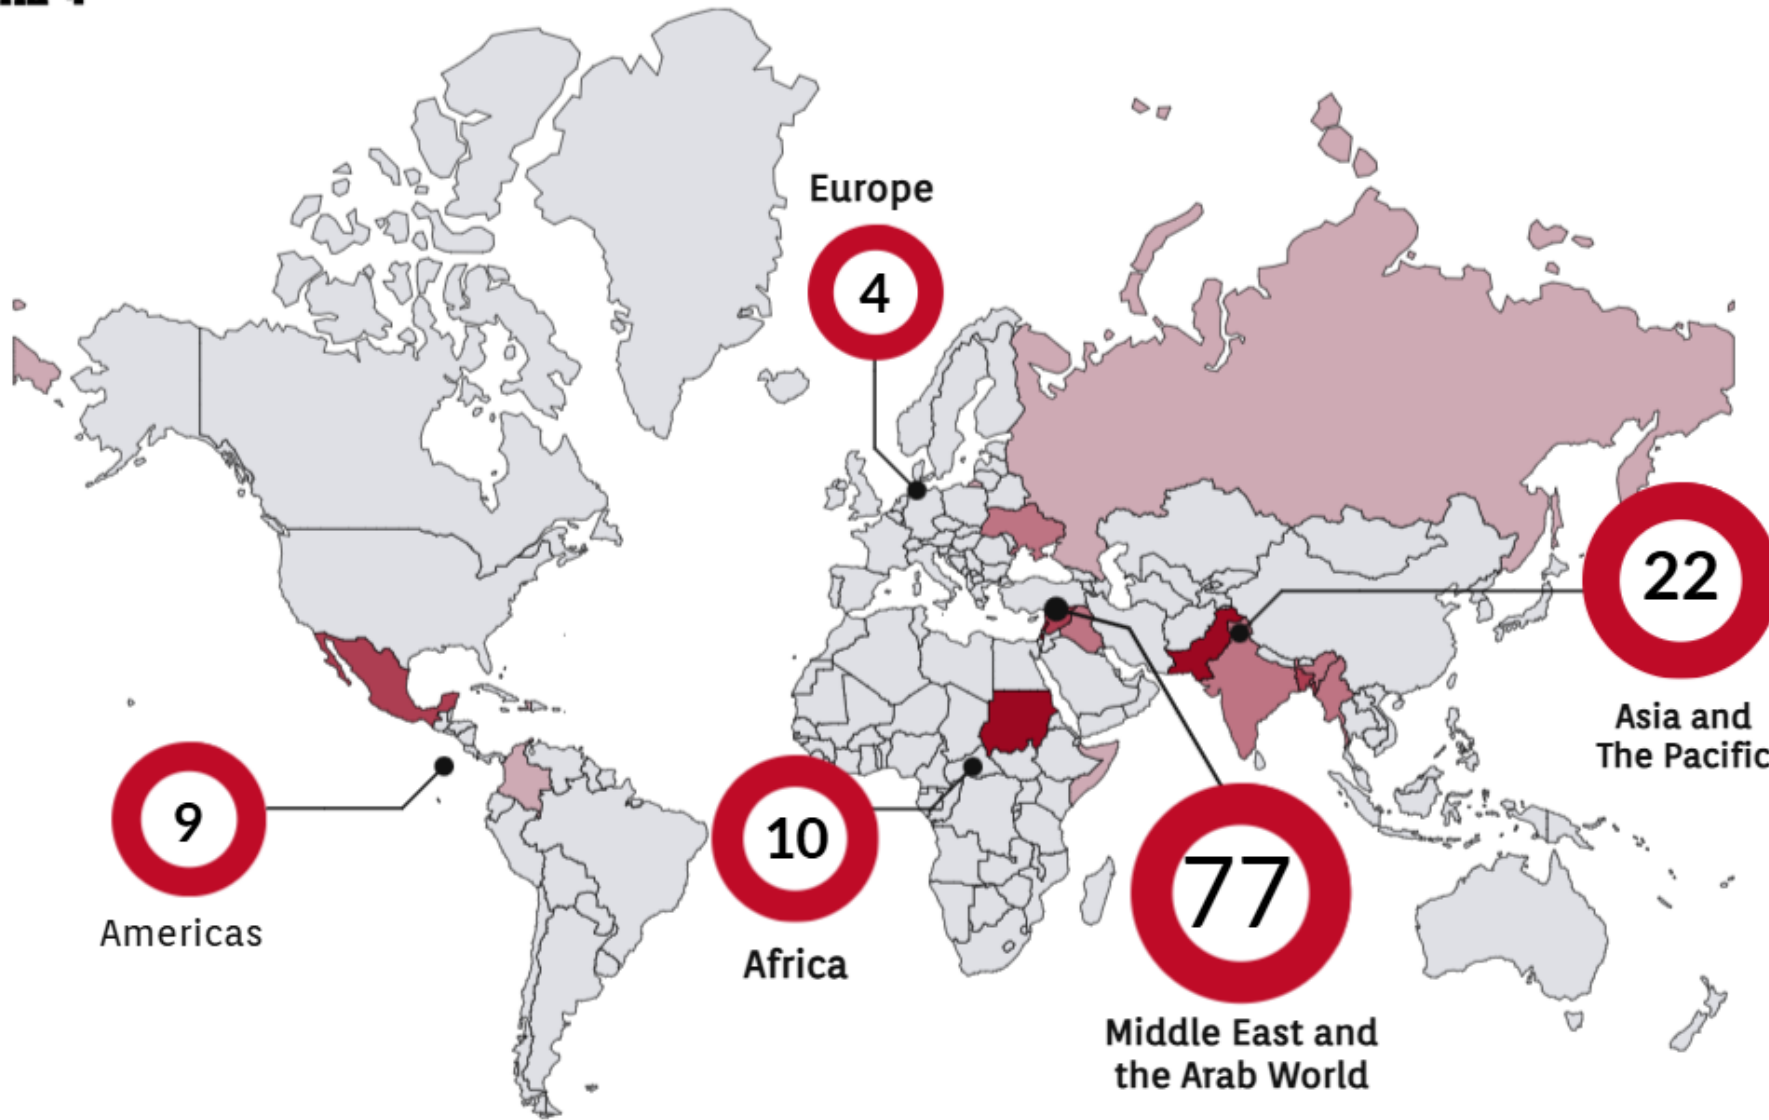 Europe
4
22
Asia and
The Pacific
9
Americas
10
Africa
77
Middle East and
the Arab World